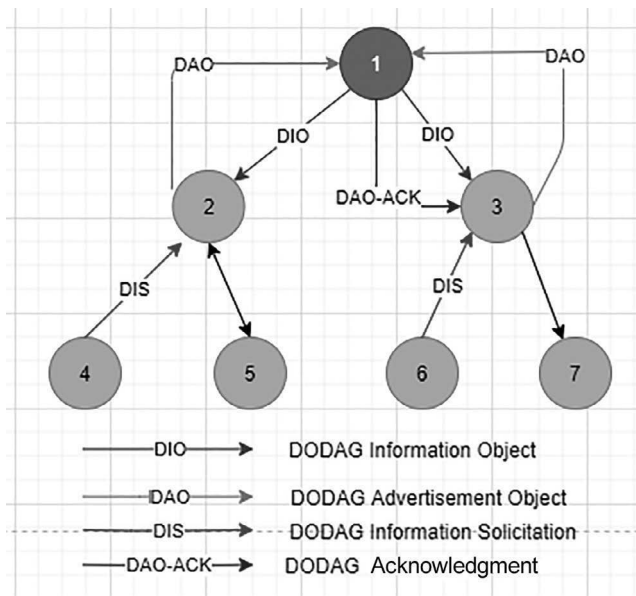 1
DAO
DAO
DIO
DIO
DAO-ACK
2
3
DIS
DIS
4
5
6
7
DIO DODAG Information Object
DAO DODAG Advertisement Object
DIS DODAG Information Solicitation
DAO-ACK DODAG Acknowledgment